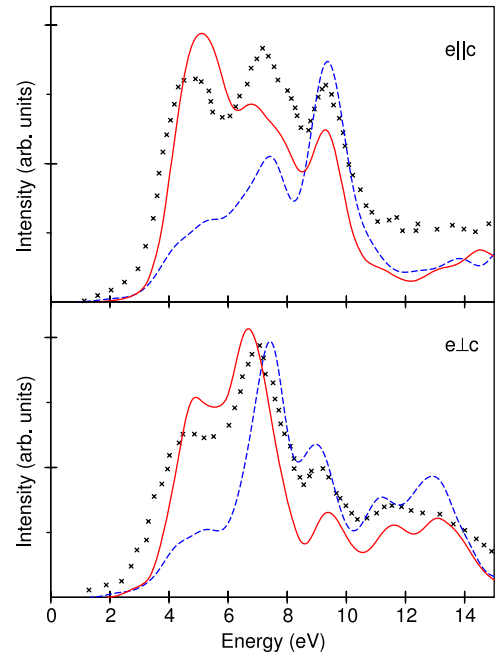 e||c
Intensity (arb. units)
e⊥c
Intensity (arb. units)
0 2 4 6 8 10 12 14
Energy (eV)